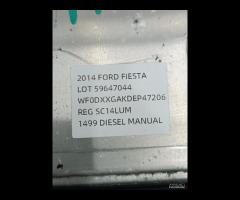 2014 FORD FIESTA
LOT 59647044
WF0DXXGAKDEP47206
REG SC14LUM
1499 DIESEL MANUAL